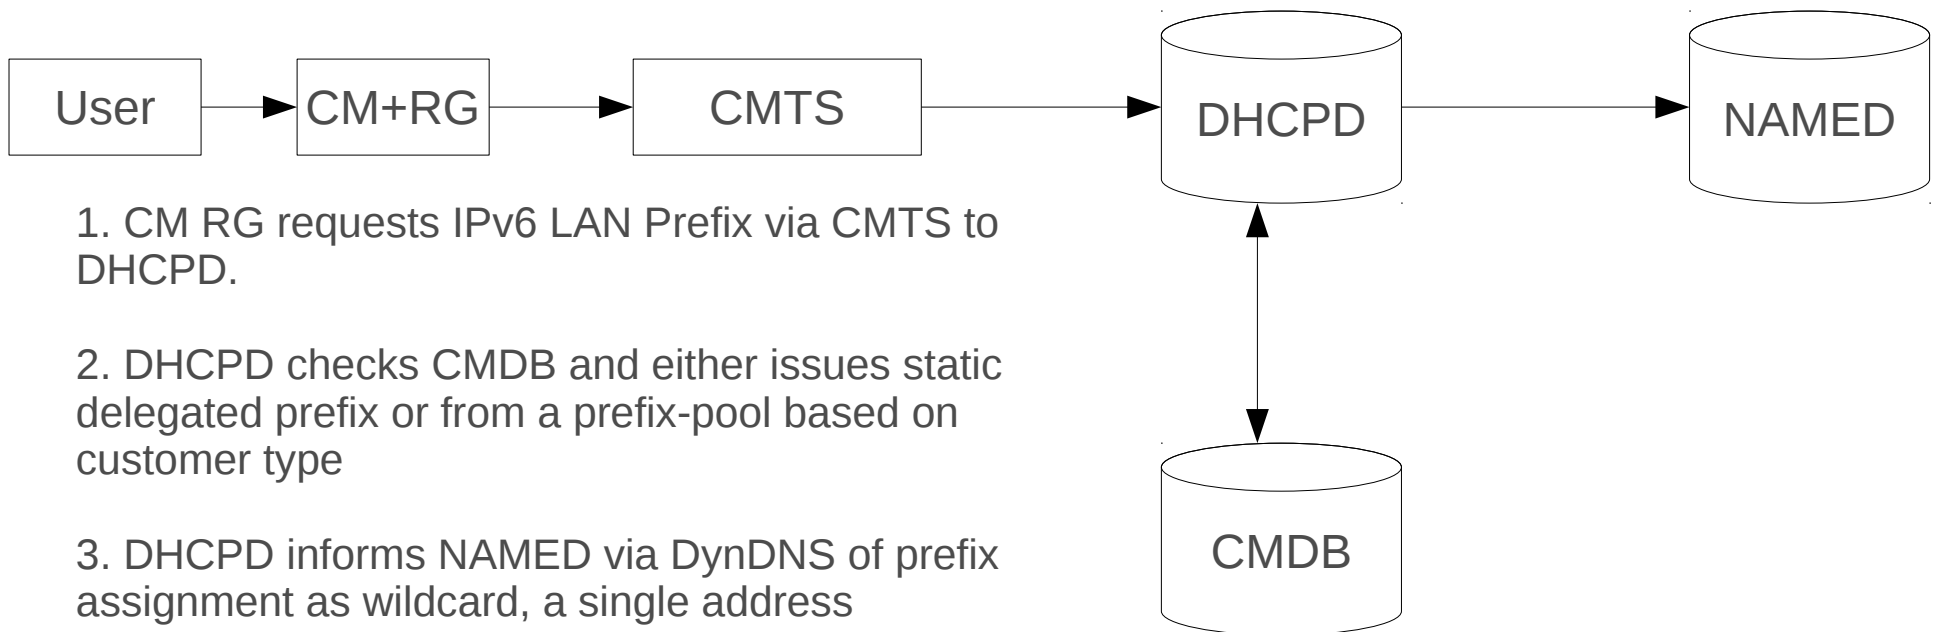 User
CM+RG
CMTS
DHCPD
NAMED
1. CM RG requests IPv6 LAN Prefix via CMTS to
DHCPD.
2. DHCPD checks CMDB and either issues static
delegated prefix or from a prefix-pool based on
customer type
3. DHCPD informs NAMED via DynDNS of prefix
assignment as wildcard, a single address
CMDB